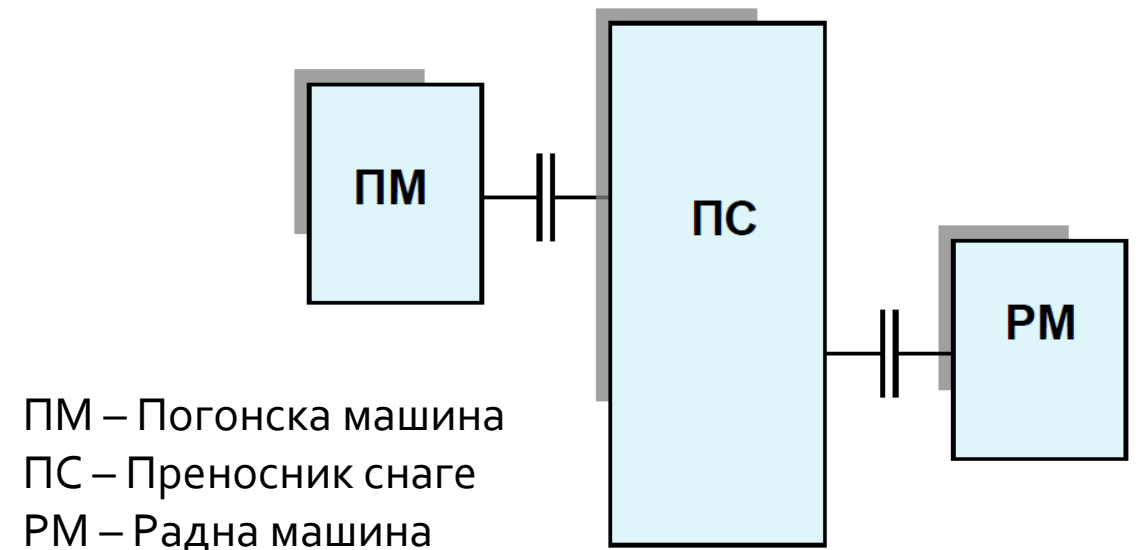 ПМ
ПС
РМ
ПМ – Погонска машина
ПС – Преносник снаге
РМ – Радна машина